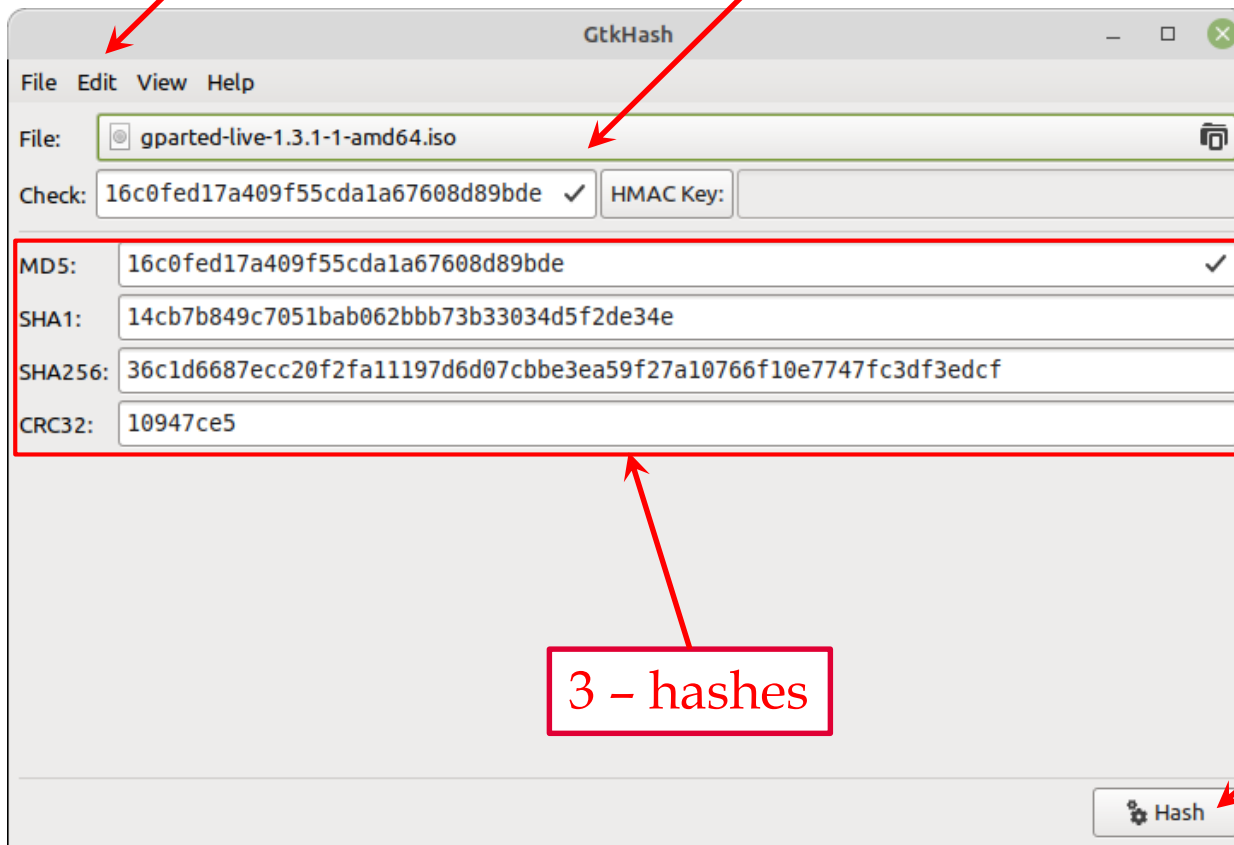 GtkHash
File Edit View Help
File: gparted-live-1.3.1-1-amd64.iso
Check: 16c0fed17a409f55cda1a67608d89bde HMAC Key:
MD5: 16c0fed17a409f55cda1a67608d89bde
SHA1: 14cb7b849c7051bab062bbb73b33034d5f2de34e
SHA256: 36c1d6687ecc20f2fa11197d6d07cbbe3ea59f27a10766f10e7747fc3df3edcf
CRC32: 10947ce5
3 – hashes
Hash